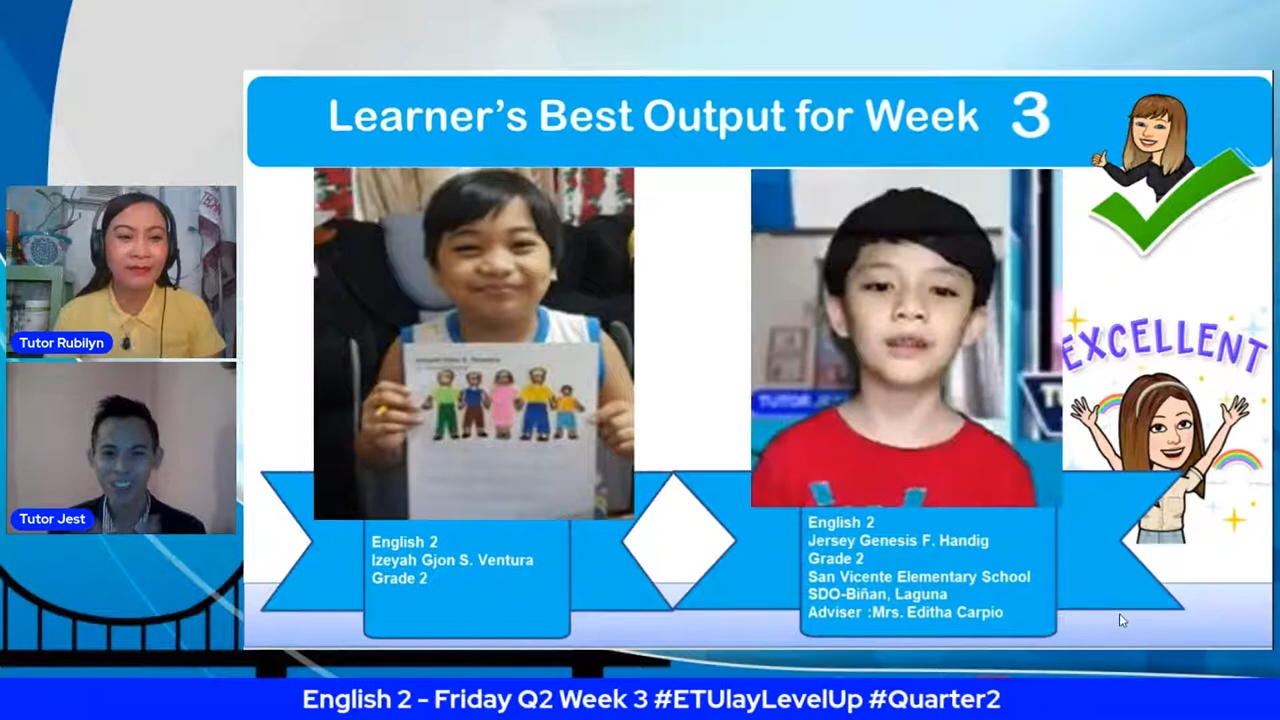 Learner's Best Output for Week 3
EXCELLENT
Tutor Rubilyn
Tutor Jest
English 2
Izeyah Gjon S. Ventura
Grade 2
English 2
Jersey Genesis F. Handig
Grade 2
San Vicente Elementary School
SDO-Biñan, Laguna
Adviser :Mrs. Editha Carpio
English 2 - Friday Q2 Week 3 #ETUlayLevelUp #Quarter2